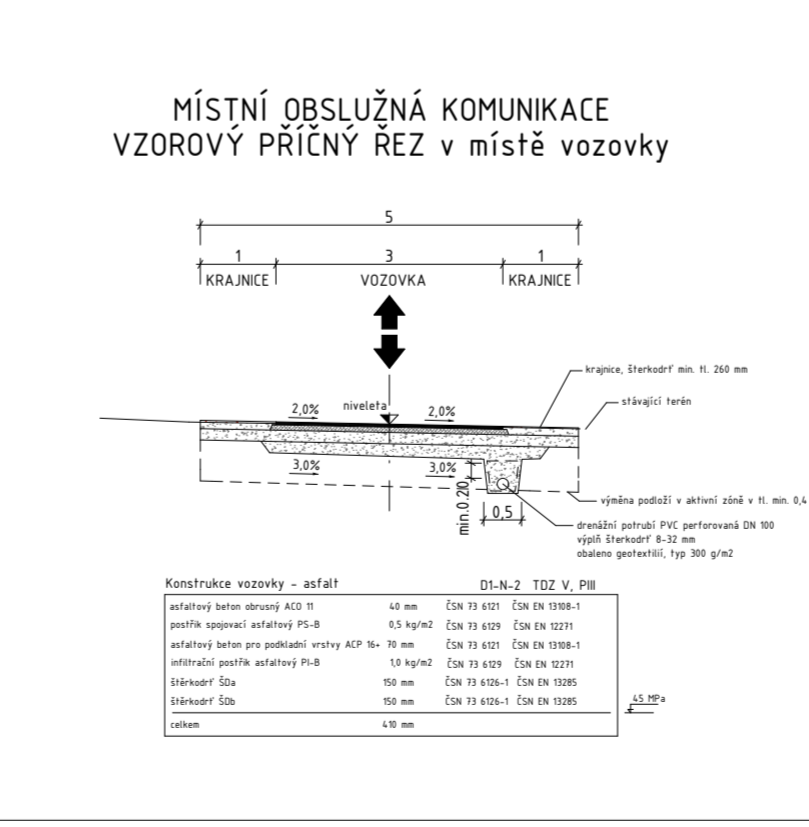 MÍSTNÍ OBSLUŽNÁ KOMUNIKACE
VZOROVÝ PŘÍČNÝ ŘEZ v místě vozovky
5
1 3 1
KRAJNICE VOZOVKA KRAJNICE
krajnice, šterkodrť min. tl. 260 mm
stávající terén
2,0% niveleta 2,0%
3,0% 3,0%
min.0.20
0,5
výměna podloží v aktivní zóně v tl. min. 0,4
drenážní potrubí PVC perforovaná DN 100
výplň šterkodrť 8-32 mm
obaleno geotextilií, typ 300 g/m2
Konstrukce vozovky - asfalt D1-N-2 TDZ V, PIII
asfaltový beton obrusný ACO 11 40 mm ČSN 73 6121 ČSN EN 13108-1
postřik spojovací asfaltový PS-B 0,5 kg/m2 ČSN 73 6129 ČSN EN 12271
asfaltový beton pro podkladní vrstvy ACP 16+ 70 mm ČSN 73 6121 ČSN EN 13108-1
infiltrační postřik asfaltový PI-B 1,0 kg/m2 ČSN 73 6129 ČSN EN 12271
štěrkodrť ŠDa 150 mm ČSN 73 6126-1 ČSN EN 13285
štěrkodrť ŠDb 150 mm ČSN 73 6126-1 ČSN EN 13285
45 MPa
celkem 410 mm